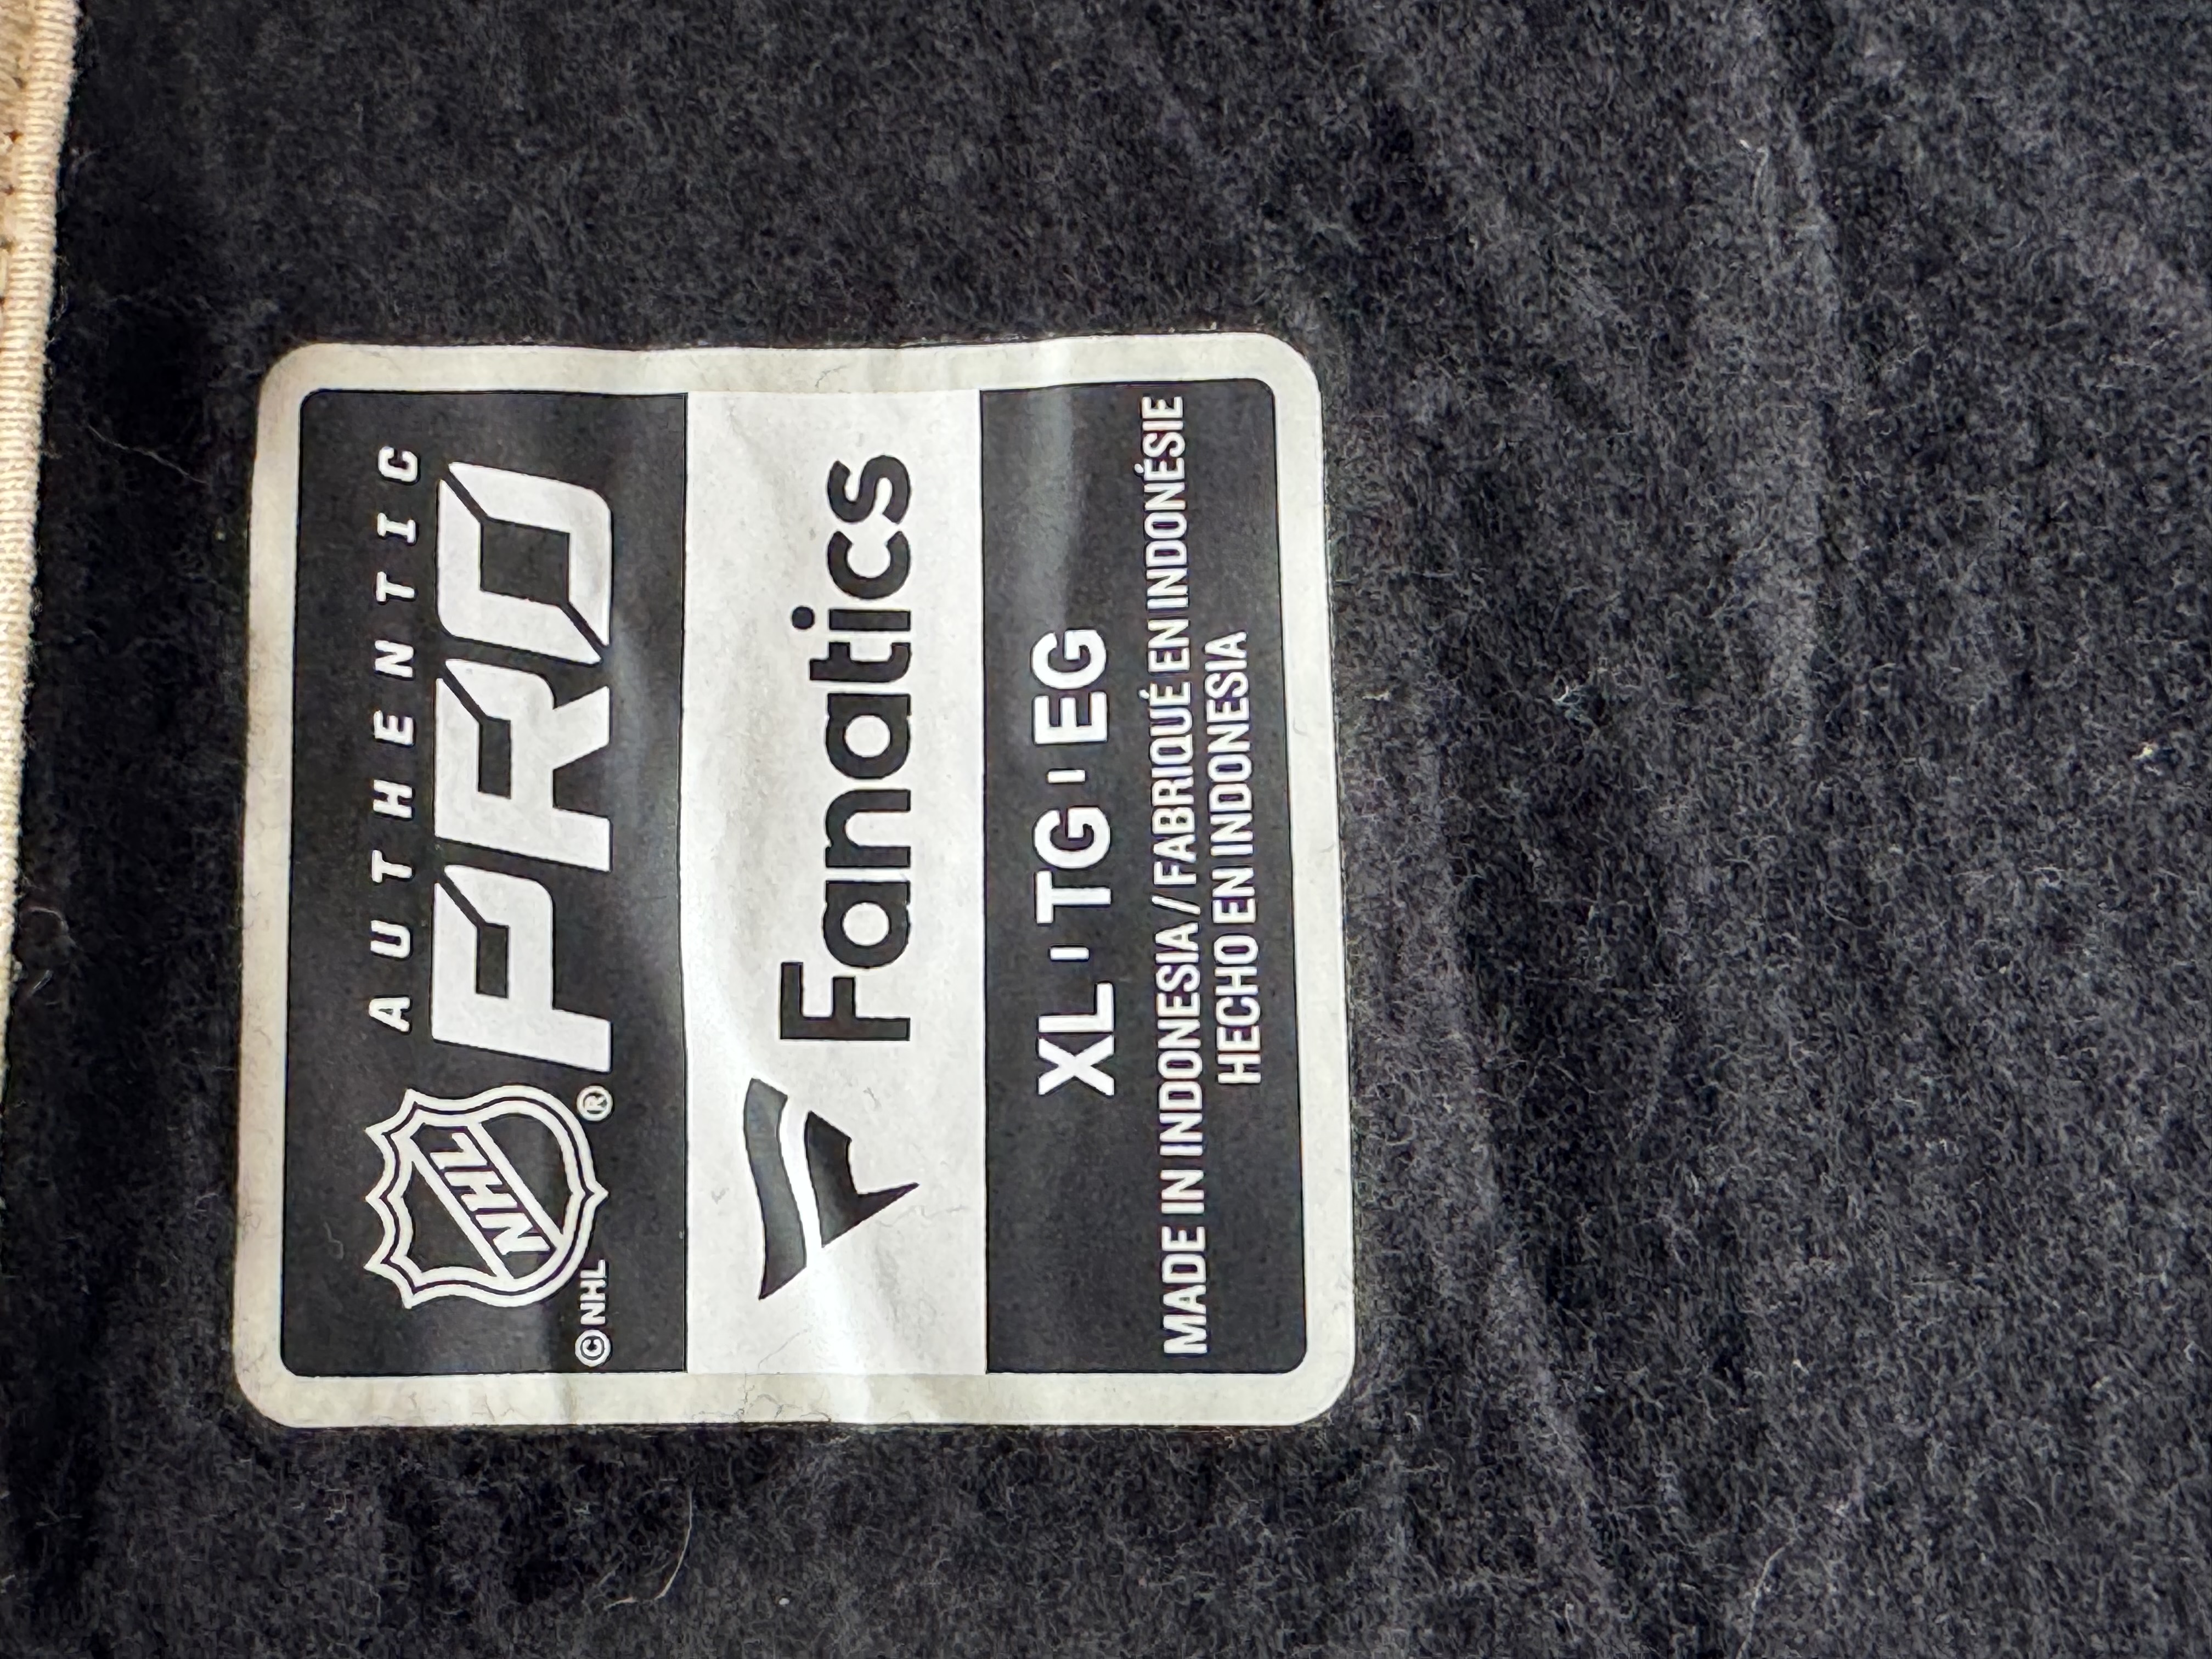 AUTHENTIC
PRO
NHL
®
©NHL
Fanatics
XL | TG | EG
MADE IN INDONESIA / FABRIQUÉ EN INDONÉSIE
HECHO EN INDONESIA